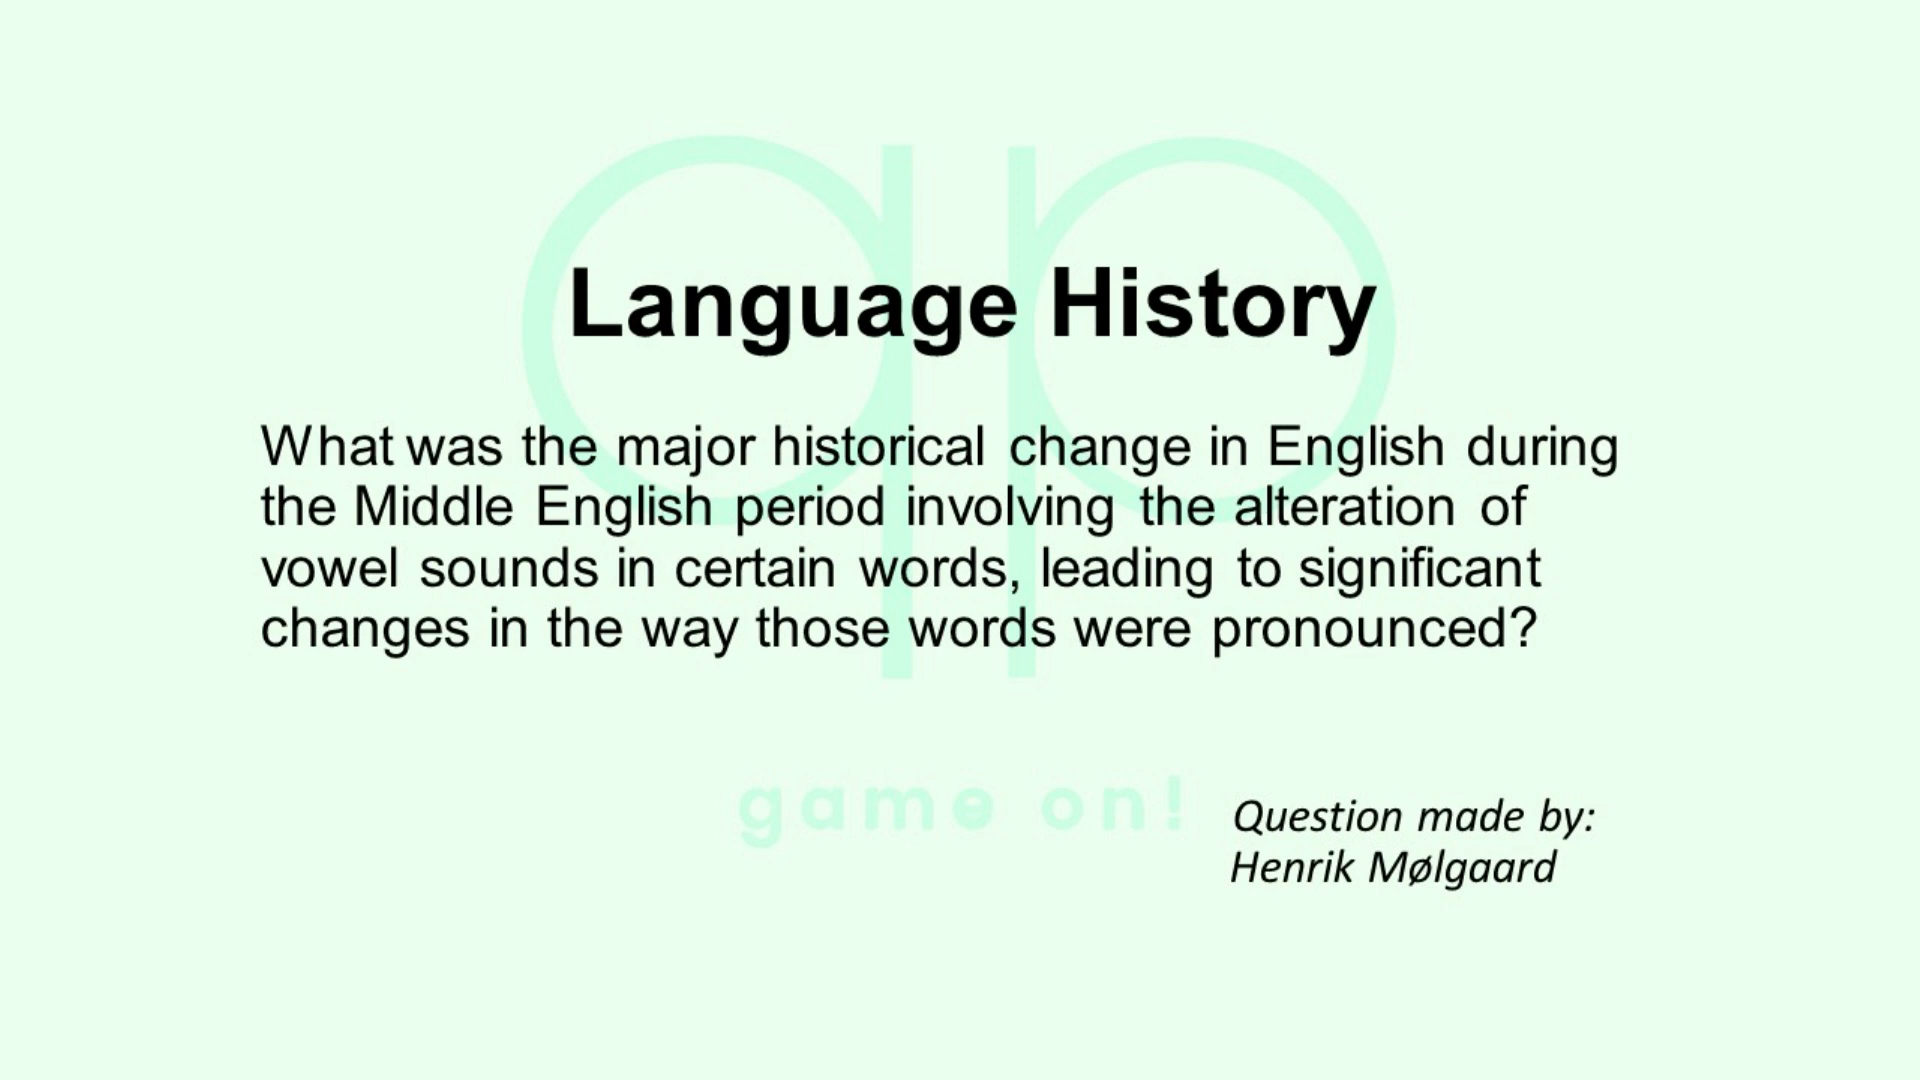 Language History
What was the major historical change in English during
the Middle English period involving the alteration of
vowel sounds in certain words, leading to significant
changes in the way those words were pronounced?
game on!
Question made by:
Henrik Mølgaard